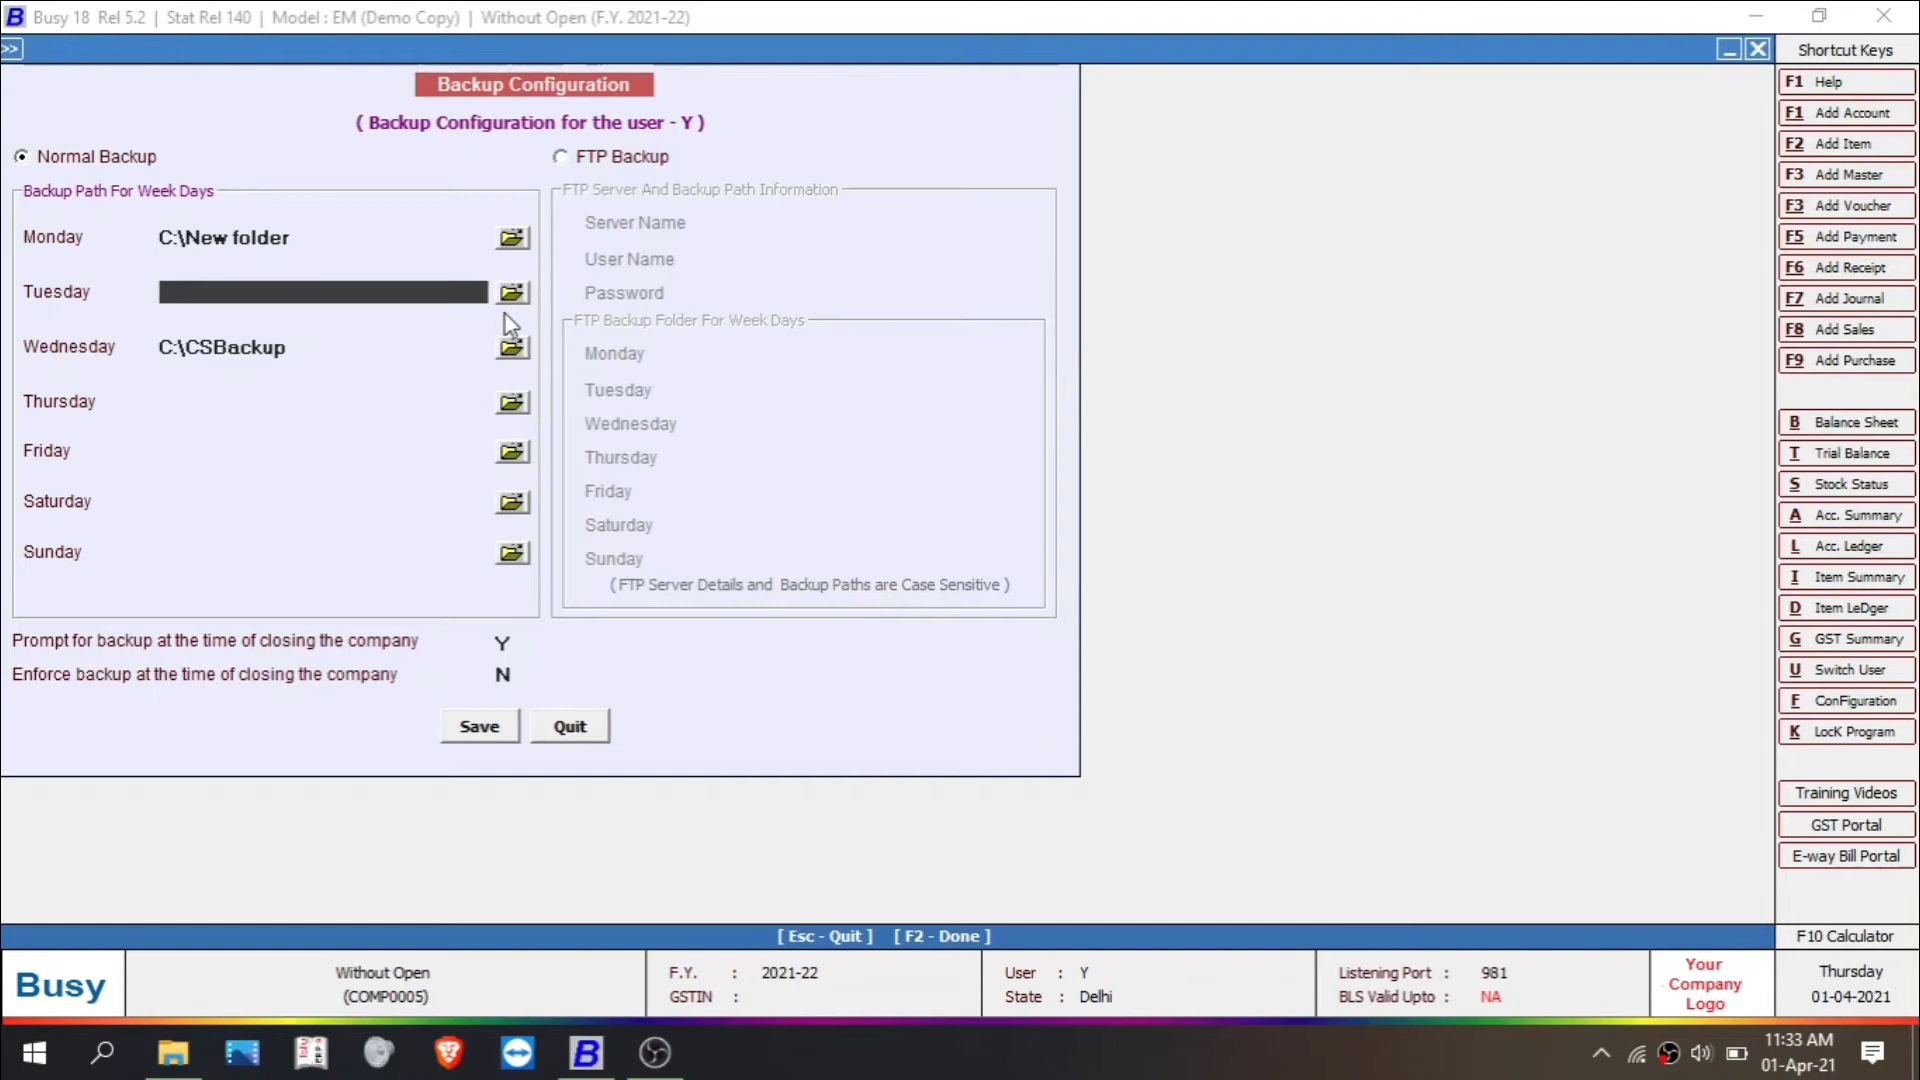 Busy 18 Rel 5.2 | Stat Rel 140 | Model : EM (Demo Copy) | Without Open (F.Y. 2021-22)
>>
Shortcut Keys
Backup Configuration
( Backup Configuration for the user - Y )
Normal Backup
FTP Backup
Backup Path For Week Days
Monday C:\New folder
Tuesday
Wednesday C:\CSBackup
Thursday
Friday
Saturday
Sunday
FTP Server And Backup Path Information
Server Name
User Name
Password
FTP Backup Folder For Week Days
Monday
Tuesday
Wednesday
Thursday
Friday
Saturday
Sunday
( FTP Server Details and Backup Paths are Case Sensitive )
Prompt for backup at the time of closing the company Y
Enforce backup at the time of closing the company N
Save Quit
F1 Help
F1 Add Account
F2 Add Item
F3 Add Master
F3 Add Voucher
F5 Add Payment
F6 Add Receipt
F7 Add Journal
F8 Add Sales
F9 Add Purchase
B Balance Sheet
T Trial Balance
S Stock Status
A Acc. Summary
L Acc. Ledger
I Item Summary
D Item LeDger
G GST Summary
U Switch User
F ConFiguration
K LocK Program
Training Videos
GST Portal
E-way Bill Portal
[ Esc - Quit ] [ F2 - Done ]
F10 Calculator
Busy
Without Open
(COMP0005)
F.Y. : 2021-22
GSTIN :
User : Y
State : Delhi
Listening Port : 981
BLS Valid Upto : NA
Your
Company
Logo
Thursday
01-04-2021
11:33 AM
01-Apr-21